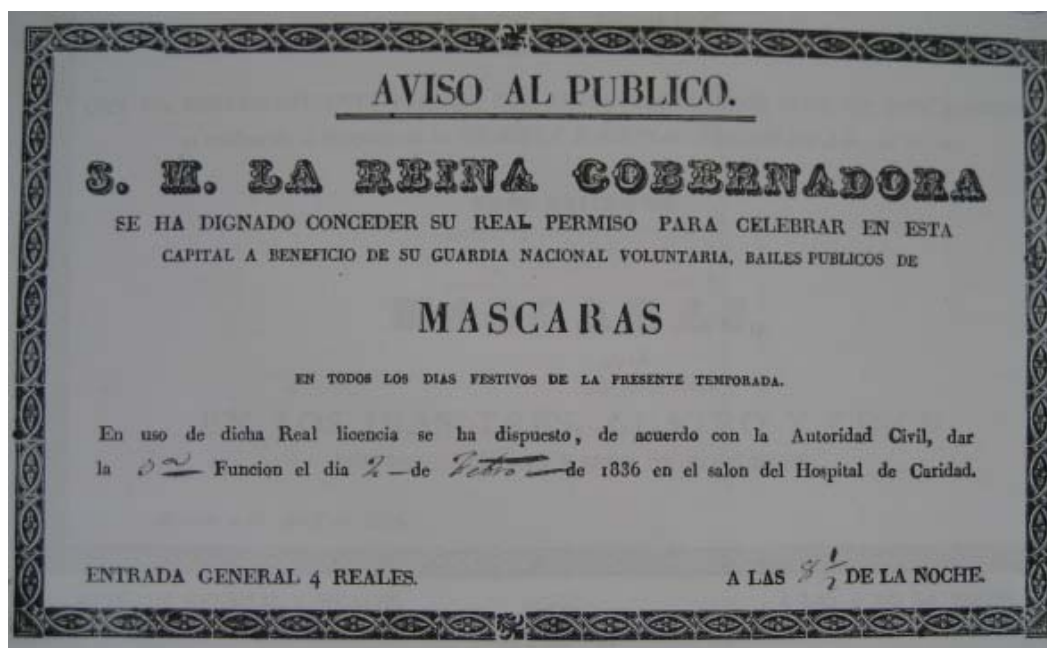 AVISO AL PUBLICO.
S. M. LA REINA GOBERNADORA
SE HA DIGNADO CONCEDER SU REAL PERMISO PARA CELEBRAR EN ESTA
CAPITAL A BENEFICIO DE SU GUARDIA NACIONAL VOLUNTARIA, BAILES PUBLICOS DE
MASCARAS
EN TODOS LOS DIAS FESTIVOS DE LA PRESENTE TEMPORADA.
En uso de dicha Real licencia se ha dispuesto, de acuerdo con la Autoridad Civil, dar
la Funcion el dia 2 de Febro de 1836 en el salon del Hospital de Caridad.
ENTRADA GENERAL 4 REALES.
A LAS 8 1/2 DE LA NOCHE.